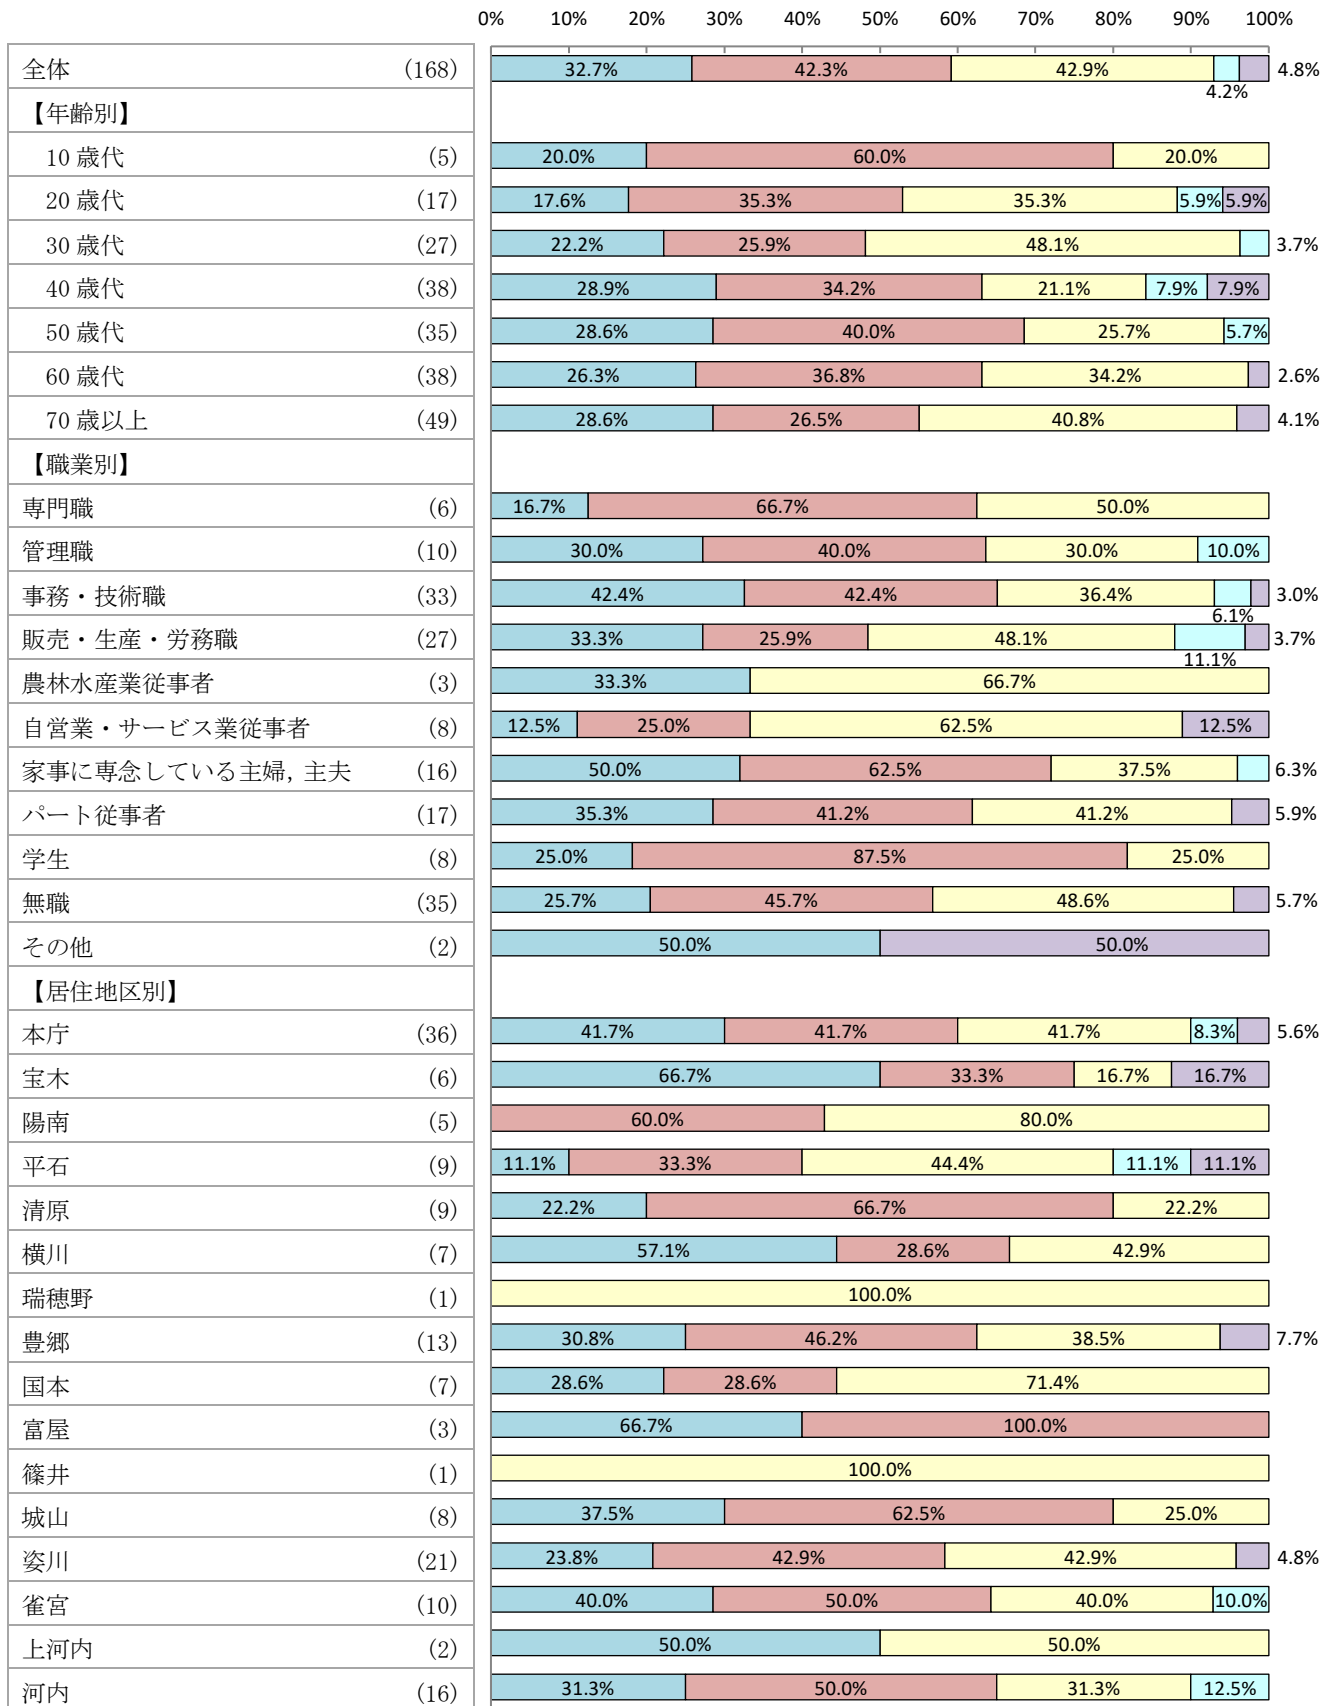 0% 10% 20% 30% 40% 50% 60% 70% 80% 90% 100%
全体 (168) 32.7% 42.3% 42.9% 4.2% 4.8%
【年齢別】
10 歳代 (5) 20.0% 60.0% 20.0%
20 歳代 (17) 17.6% 35.3% 35.3% 5.9% 5.9%
30 歳代 (27) 22.2% 25.9% 48.1% 3.7%
40 歳代 (38) 28.9% 34.2% 21.1% 7.9% 7.9%
50 歳代 (35) 28.6% 40.0% 25.7% 5.7%
60 歳代 (38) 26.3% 36.8% 34.2% 2.6%
70 歳以上 (49) 28.6% 26.5% 40.8% 4.1%
【職業別】
専門職 (6) 16.7% 66.7% 50.0%
管理職 (10) 30.0% 40.0% 30.0% 10.0%
事務・技術職 (33) 42.4% 42.4% 36.4% 6.1% 3.0%
販売・生産・労務職 (27) 33.3% 25.9% 48.1% 11.1% 3.7%
農林水産業従事者 (3) 33.3% 66.7%
自営業・サービス業従事者 (8) 12.5% 25.0% 62.5% 12.5%
家事に専念している主婦, 主夫 (16) 50.0% 62.5% 37.5% 6.3%
パート従事者 (17) 35.3% 41.2% 41.2% 5.9%
学生 (8) 25.0% 87.5% 25.0%
無職 (35) 25.7% 45.7% 48.6% 5.7%
その他 (2) 50.0% 50.0%
【居住地区別】
本庁 (36) 41.7% 41.7% 41.7% 8.3% 5.6%
宝木 (6) 66.7% 33.3% 16.7% 16.7%
陽南 (5) 60.0% 80.0%
平石 (9) 11.1% 33.3% 44.4% 11.1% 11.1%
清原 (9) 22.2% 66.7% 22.2%
横川 (7) 57.1% 28.6% 42.9%
瑞穂野 (1) 100.0%
豊郷 (13) 30.8% 46.2% 38.5% 7.7%
国本 (7) 28.6% 28.6% 71.4%
富屋 (3) 66.7% 100.0%
篠井 (1) 100.0%
城山 (8) 37.5% 62.5% 25.0%
姿川 (21) 23.8% 42.9% 42.9% 4.8%
雀宮 (10) 40.0% 50.0% 40.0% 10.0%
上河内 (2) 50.0% 50.0%
河内 (16) 31.3% 50.0% 31.3% 12.5%